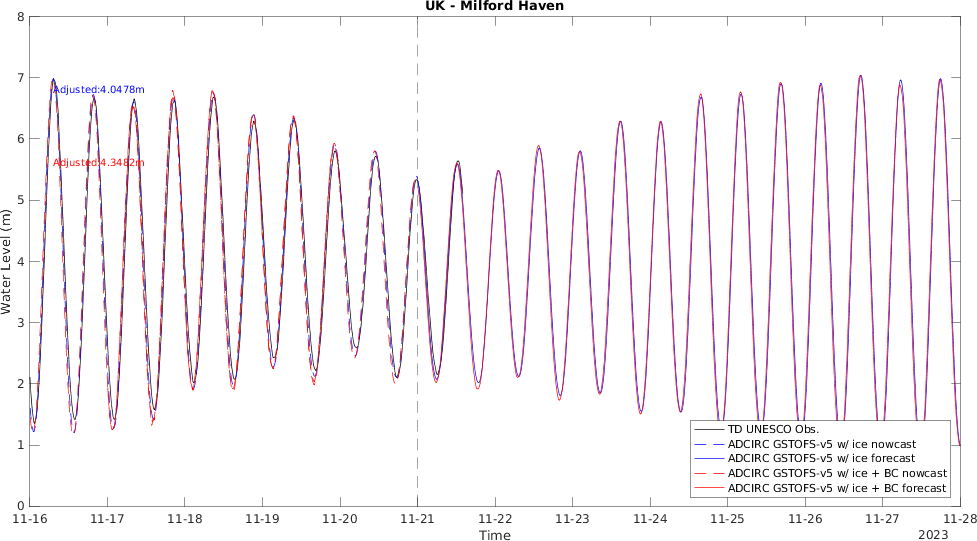 UK - Milford Haven
8
7
6
5
4
3
2
1
0
Water Level (m)
Adjusted:4.0478m
Adjusted:4.3482m
TD UNESCO Obs.
ADCIRC GSTOFS-v5 w/ ice nowcast
ADCIRC GSTOFS-v5 w/ ice forecast
ADCIRC GSTOFS-v5 w/ ice + BC nowcast
ADCIRC GSTOFS-v5 w/ ice + BC forecast
11-16 11-17 11-18 11-19 11-20 11-21 11-22 11-23 11-24 11-25 11-26 11-27 11-28
Time
2023